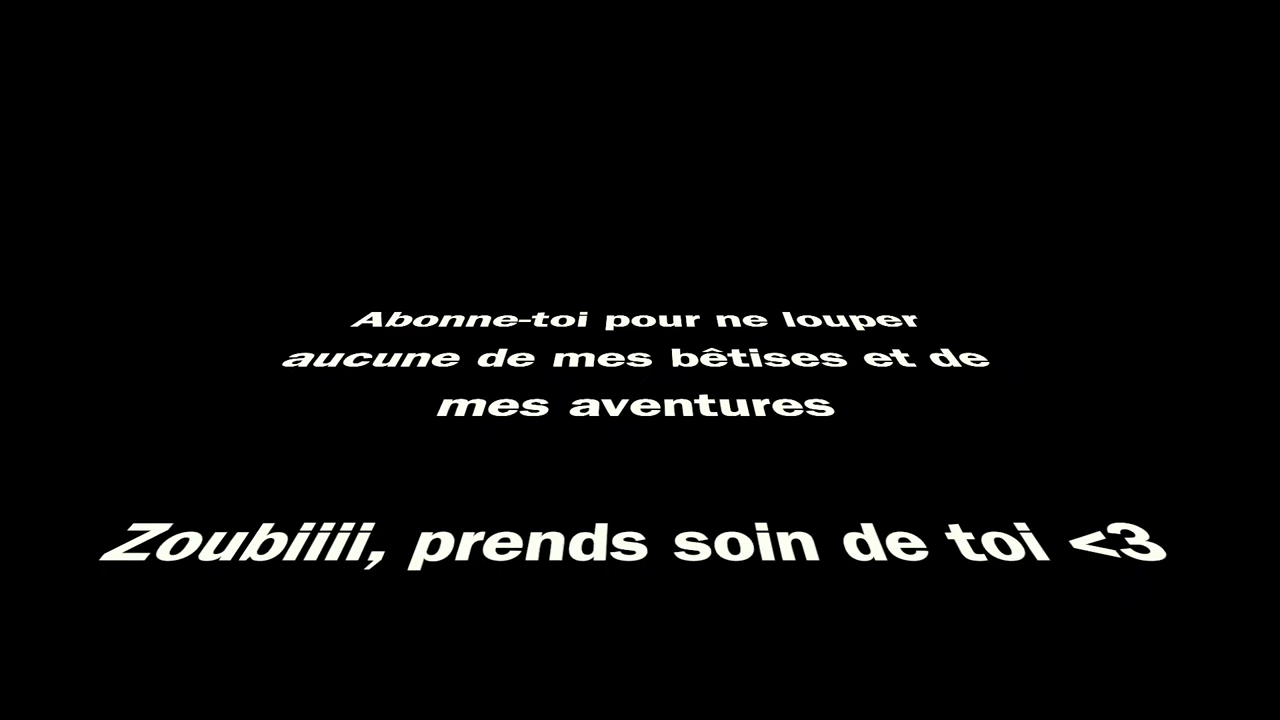 Abonne-toi pour ne louper
aucune de mes bêtises et de
mes aventures
Zoubiiii, prends soin de toi <3